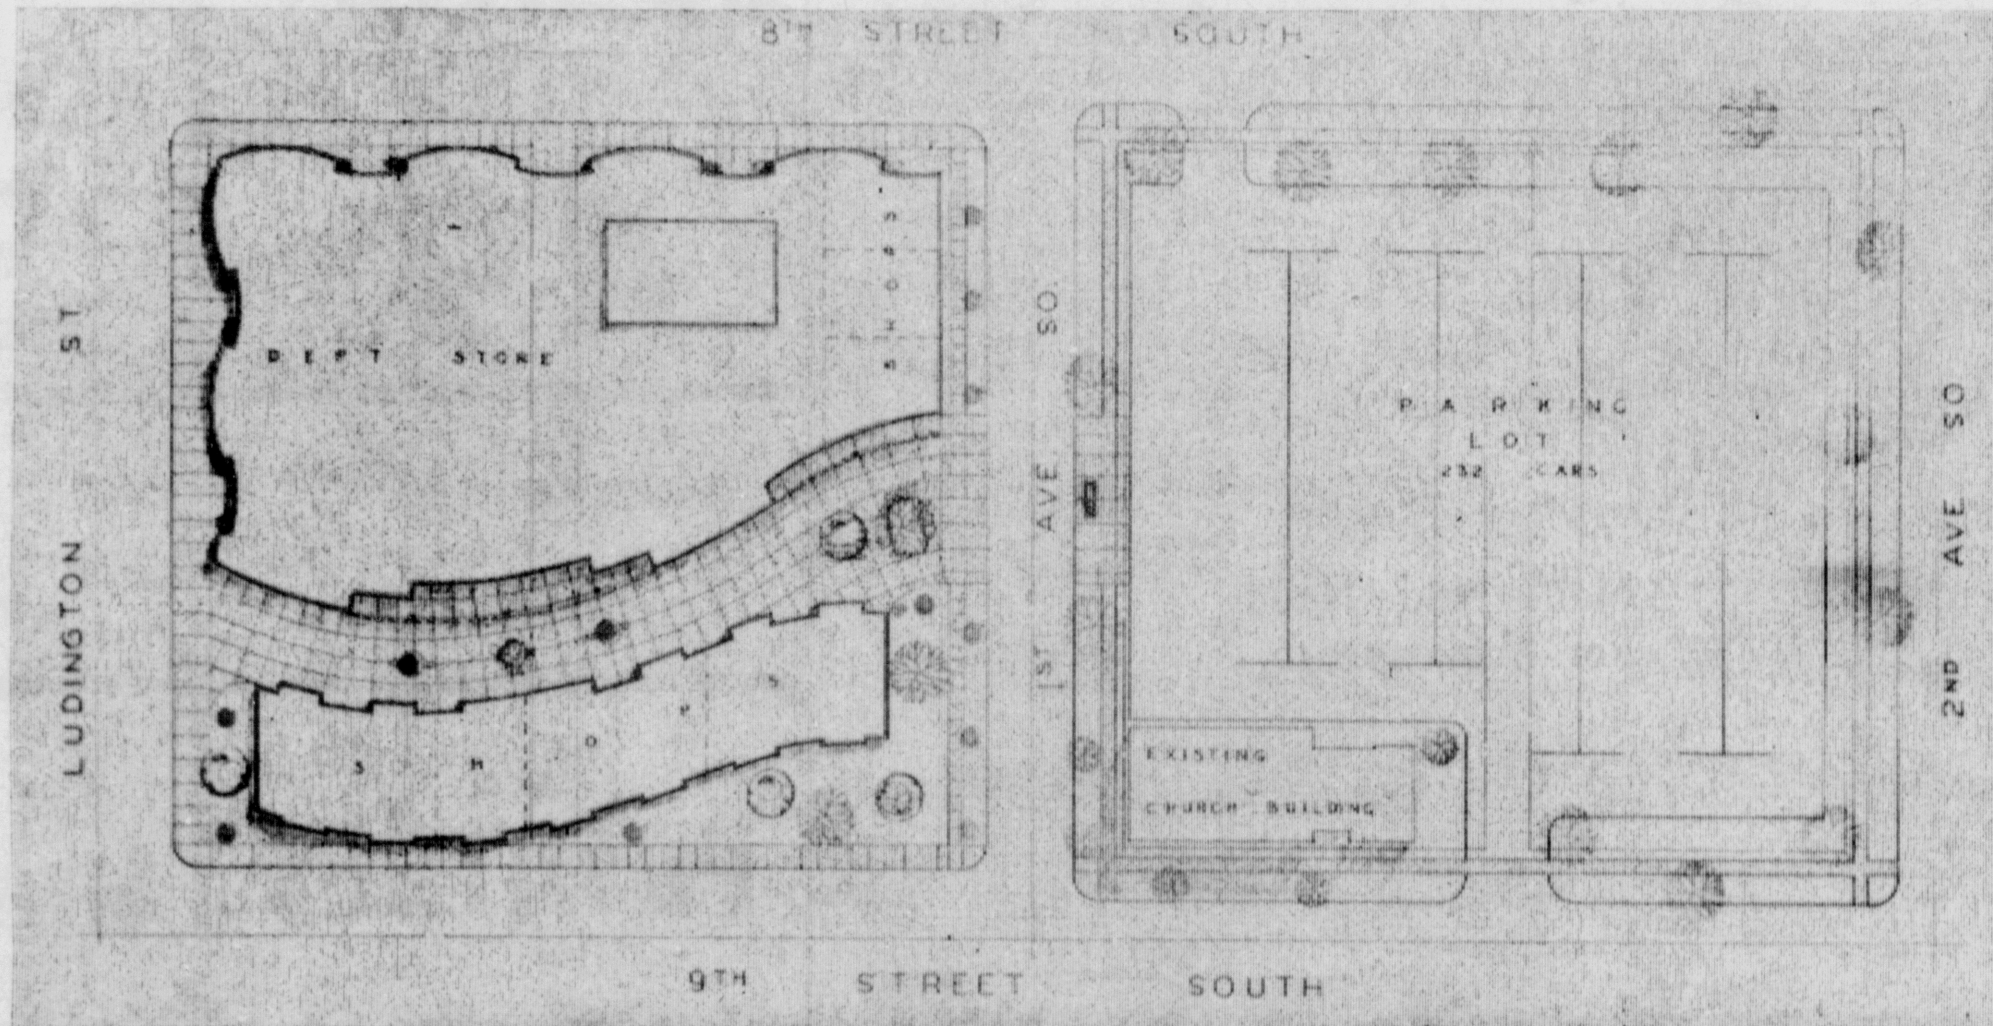 8TH STREET SOUTH
LUDINGTON ST
DEPT STORE
SHOPS
1ST AVE SO.
PARKING
LOT
232 CARS
2ND AVE SO
SHOPS
EXISTING
CHURCH BUILDING
9TH STREET SOUTH